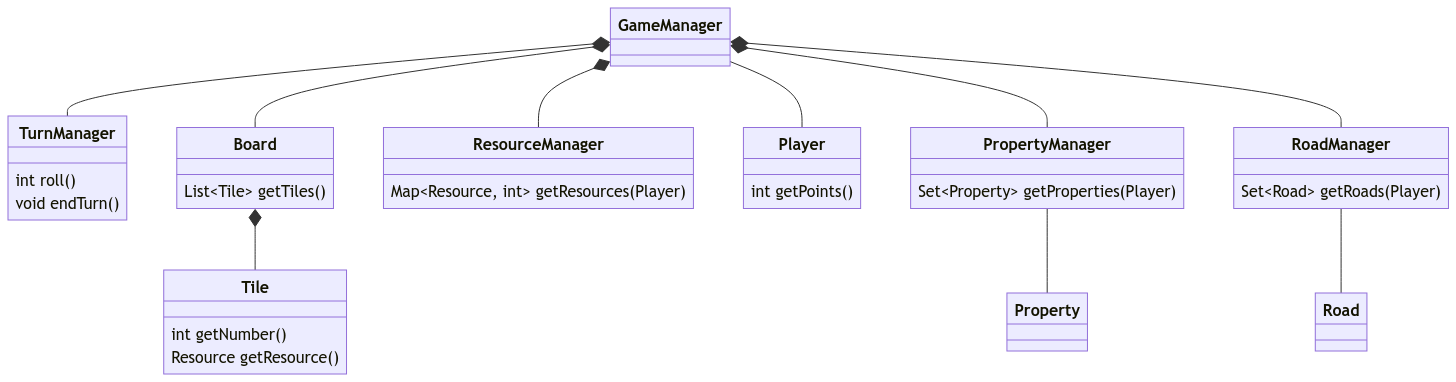 GameManager
TurnManager
int roll()
void endTurn()
Board
List<Tile> getTiles()
ResourceManager
Map<Resource, int> getResources(Player)
Player
int getPoints()
PropertyManager
Set<Property> getProperties(Player)
RoadManager
Set<Road> getRoads(Player)
Tile
int getNumber()
Resource getResource()
Property
Road